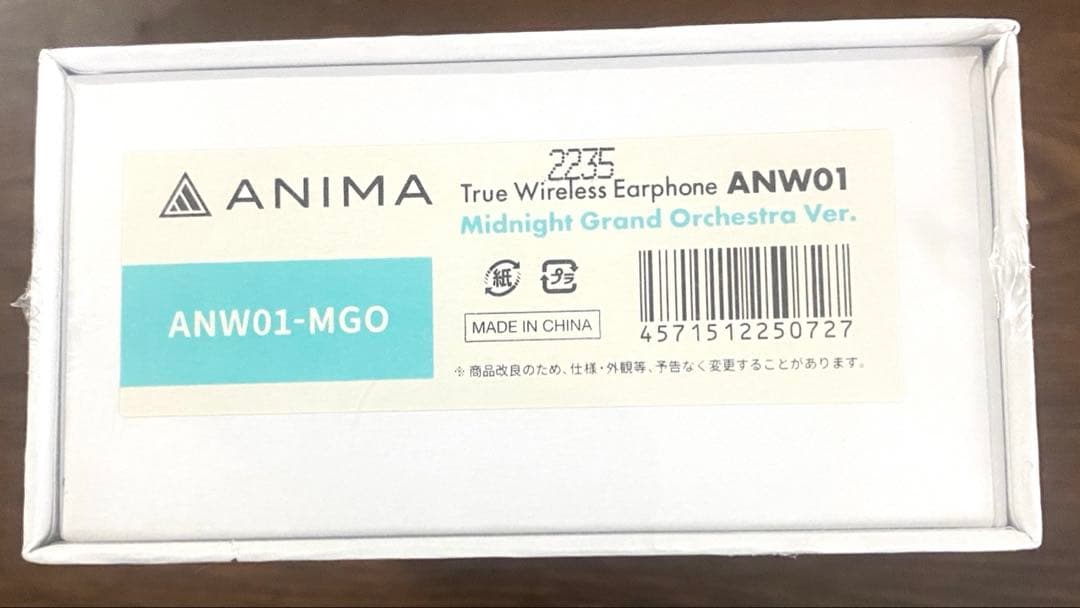 ANIMA
2235
True Wireless Earphone ANW01
Midnight Grand Orchestra Ver.
ANW01-MGO
紙 プラ
MADE IN CHINA
4571512250727
※商品改良のため、仕様・外観等、予告なく変更することがあります。